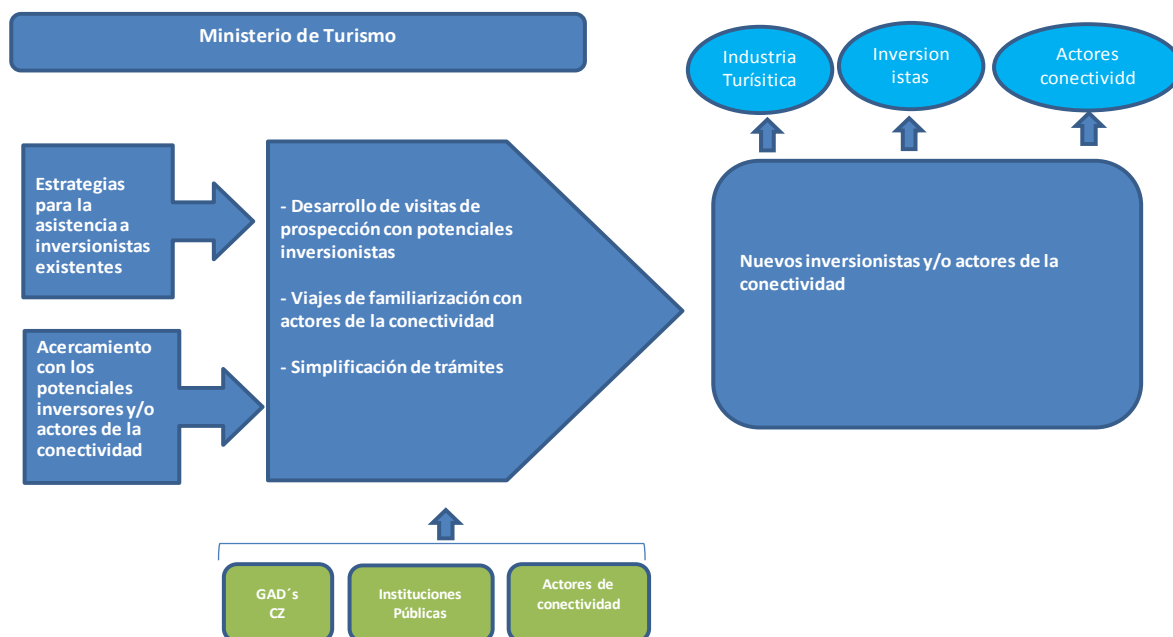 Ministerio de Turismo
Industria
Turísitica
Inversion
istas
Actores
conectividd
Estrategias
para la
asistencia a
inversionistas
existentes
- Desarrollo de visitas de
prospección con potenciales
inversionistas
- Viajes de familiarización con
actores de la conectividad
- Simplificación de trámites
Nuevos inversionistas y/o actores de la
conectividad
Acercamiento
con los
potenciales
inversores y/o
actores de la
conectividad
GAD´s
CZ
Instituciones
Públicas
Actores de
conectividad